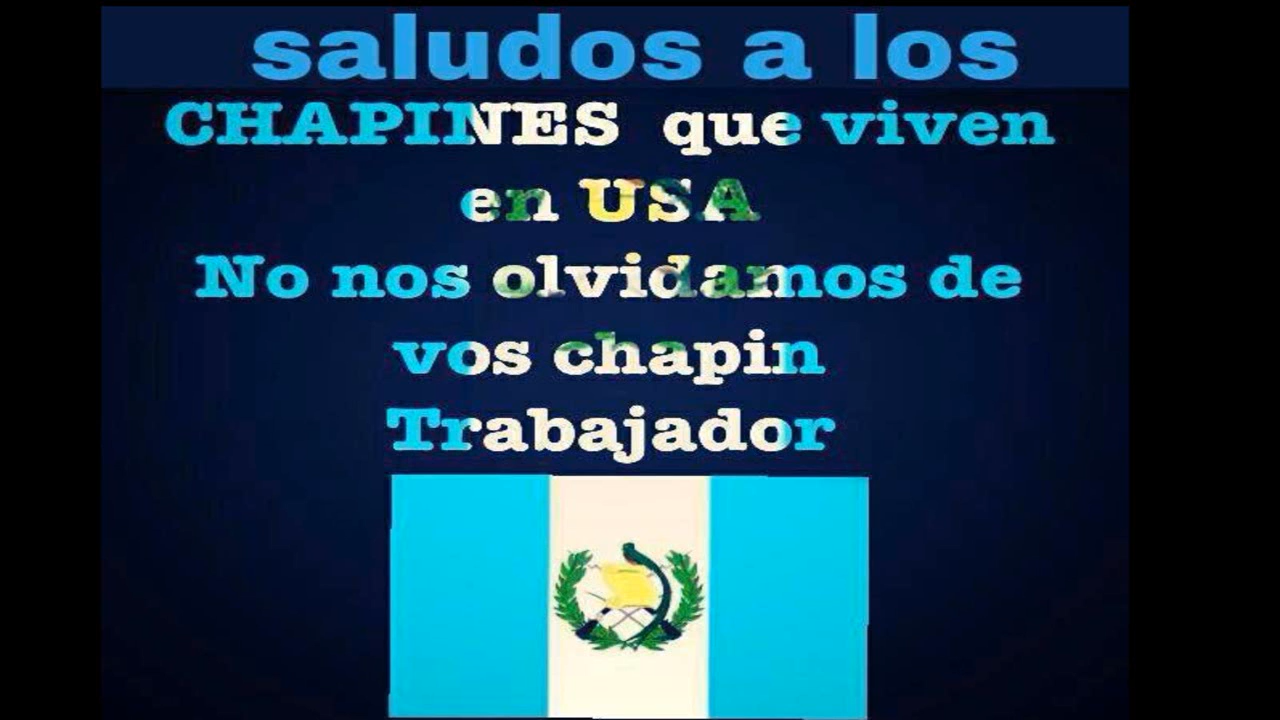 saludos a los
CHAPINES que viven
en USA
No nos olvidamos de
vos chapin
Trabajador